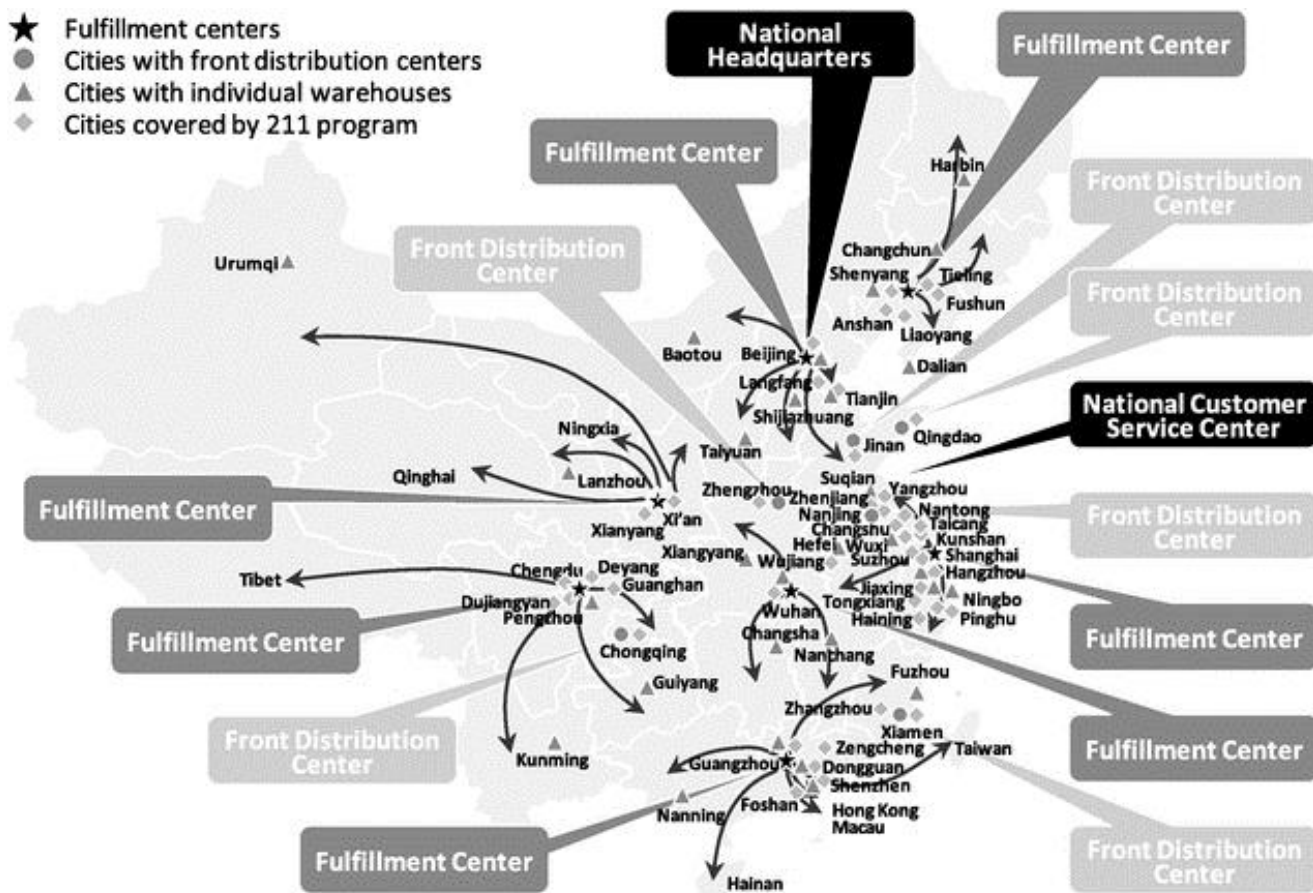 Fulfillment centers
Cities with front distribution centers
Cities with individual warehouses
Cities covered by 211 program
National
Headquarters
Fulfillment Center
Fulfillment Center
Front Distribution
Center
Front Distribution
Center
Front Distribution
Center
National Customer
Service Center
Front Distribution
Center
Fulfillment Center
Fulfillment Center
Fulfillment Center
Fulfillment Center
Front Distribution
Center
Fulfillment Center
Front Distribution
Center
Harbin
Changchun
Shenyang
Tieling
Fushun
Anshan
Liaoyang
Dalian
Urumqi
Baotou
Beijing
Langfang
Tianjin
Shijiazhuang
Jinan
Qingdao
Taiyuan
Ningxia
Qinghai
Lanzhou
Xi'an
Xianyang
Zhengzhou
Suqian
Yangzhou
Zhenjiang
Nanjing
Nantong
Changshu
Taicang
Kunshan
Hefei
Wuxi
Shanghai
Suzhou
Hangzhou
Xiangyang
Wujiang
Jiaxing
Ningbo
Tongxiang
Pinghu
Haining
Wuhan
Changsha
Nanchang
Tibet
Chengdu
Deyang
Guanghan
Dujiangyan
Pengzhou
Chongqing
Guiyang
Kunming
Fuzhou
Zhangzhou
Xiamen
Taiwan
Zengcheng
Guangzhou
Dongguan
Shenzhen
Foshan
Hong Kong
Macau
Nanning
Hainan